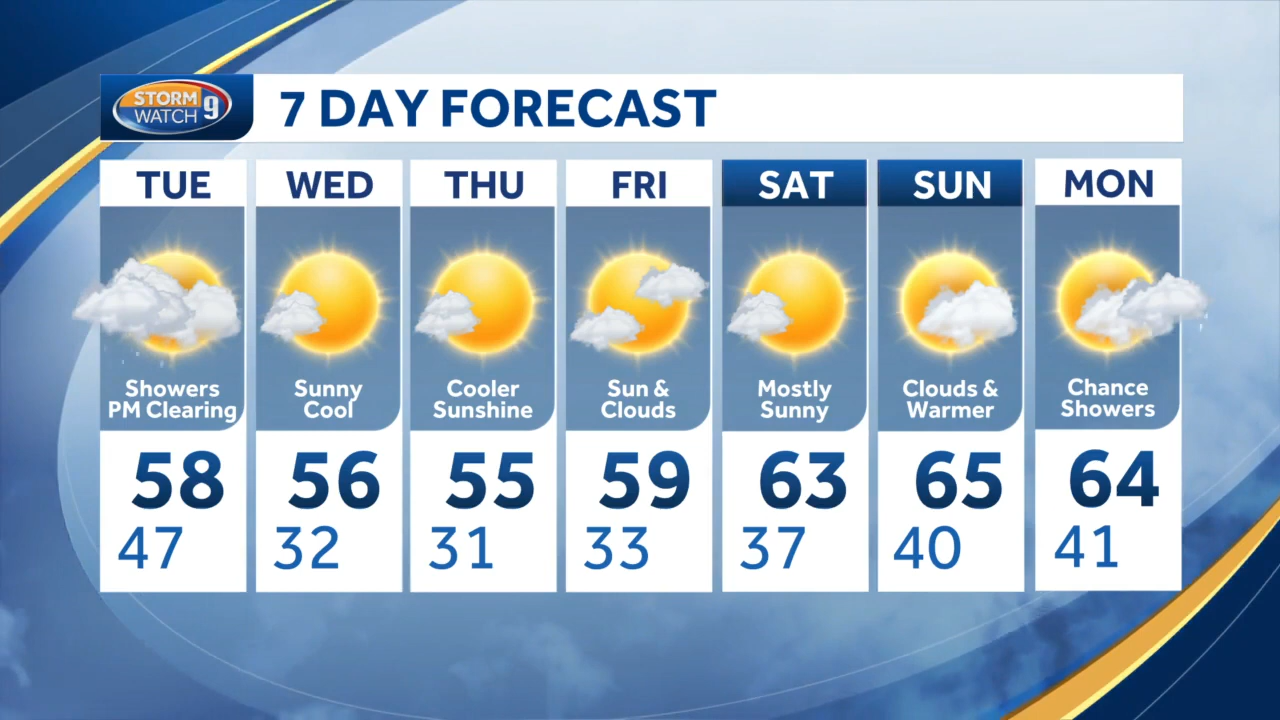 STORM
WATCH 9
7 DAY FORECAST
TUE
Showers
PM Clearing
58
47
WED
Sunny
Cool
56
32
THU
Cooler
Sunshine
55
31
FRI
Sun &
Clouds
59
33
SAT
Mostly
Sunny
63
37
SUN
Clouds &
Warmer
65
40
MON
Chance
Showers
64
41